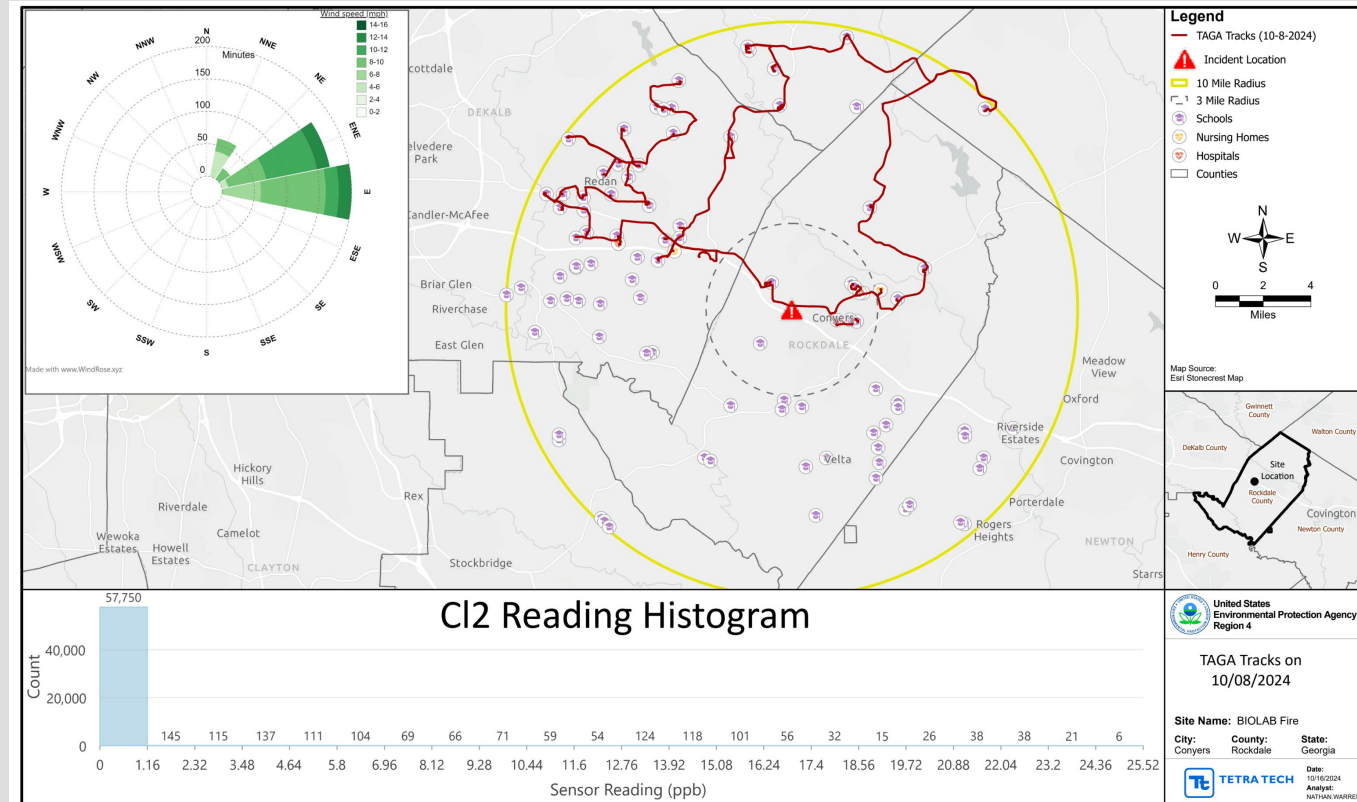 Wind speed (mph)
14-16
12-14
10-12
8-10
6-8
4-6
2-4
0-2
N
NNE
NE
ENE
E
ESE
SE
SSE
S
SSW
SW
WSW
W
WNW
NW
NNW
200
Minutes
150
100
50
0
Made with www.WindRose.xyz
cottdale
DEKALB
elvedere
Park
Redan
Candler-McAfee
Briar Glen
Riverchase
East Glen
Conyers
ROCKDALE
Meadow
View
Oxford
Riverside
Estates
Covington
Velta
Porterdale
Rogers
Heights
NEWTON
Starrs
Hickory
Hills
Rex
Riverdale
Camelot
Wewoka
Estates
Howell
Estates
CLAYTON
Stockbridge
Legend
TAGA Tracks (10-8-2024)
Incident Location
10 Mile Radius
3 Mile Radius
Schools
Nursing Homes
Hospitals
Counties
N
W E
S
0 2 4
Miles
Map Source:
Esri Stonecrest Map
Gwinnett
County
Walton County
DeKalb County
Site
Location
Rockdale
County
Covington
Newton County
Henry County
Cl2 Reading Histogram
Count
57,750
40,000
20,000
0
145 115 137 111 104 69 66 71 59 54 124 118 101 56 32 15 26 38 38 21 6
0 1.16 2.32 3.48 4.64 5.8 6.96 8.12 9.28 10.44 11.6 12.76 13.92 15.08 16.24 17.4 18.56 19.72 20.88 22.04 23.2 24.36 25.52
Sensor Reading (ppb)
United States
Environmental Protection Agency
Region 4
TAGA Tracks on
10/08/2024
Site Name: BIOLAB Fire
City: County: State:
Conyers Rockdale Georgia
TETRA TECH
Date:
10/16/2024
Analyst:
NATHAN.WARREN